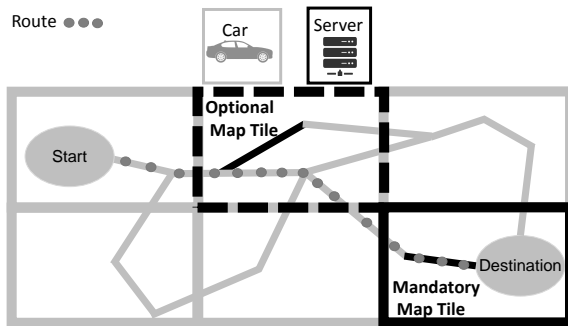 Route
Car
Server
Optional
Map Tile
Start
Destination
Mandatory
Map Tile